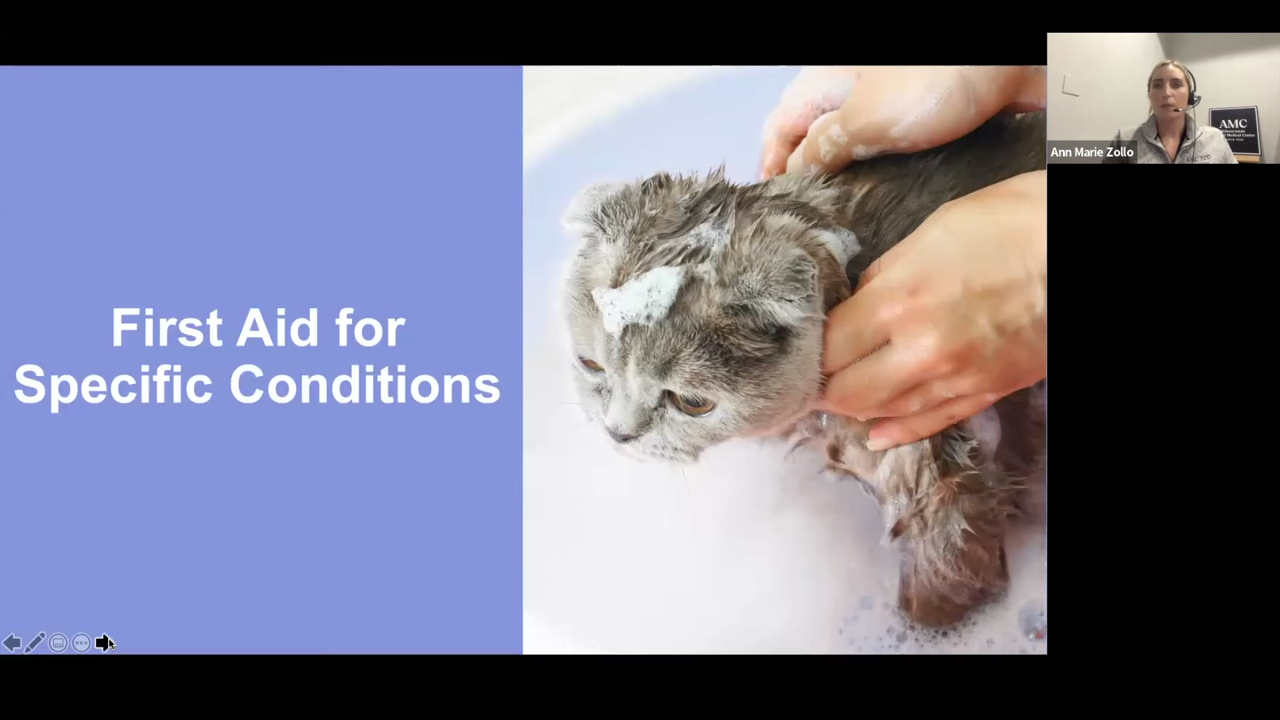 First Aid for
Specific Conditions
Ann Marie Zollo
AMC